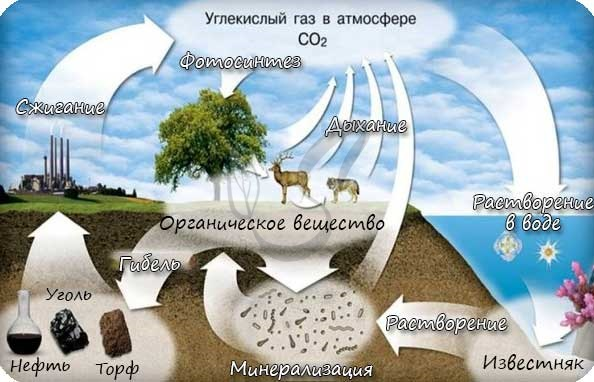 Углекислый газ в атмосфере
CO₂
Фотосинтез
Сжигание
Дыхание
Растворение
в воде
Органическое вещество
Гибель
Уголь
Нефть
Торф
Минерализация
Растворение
Известняк